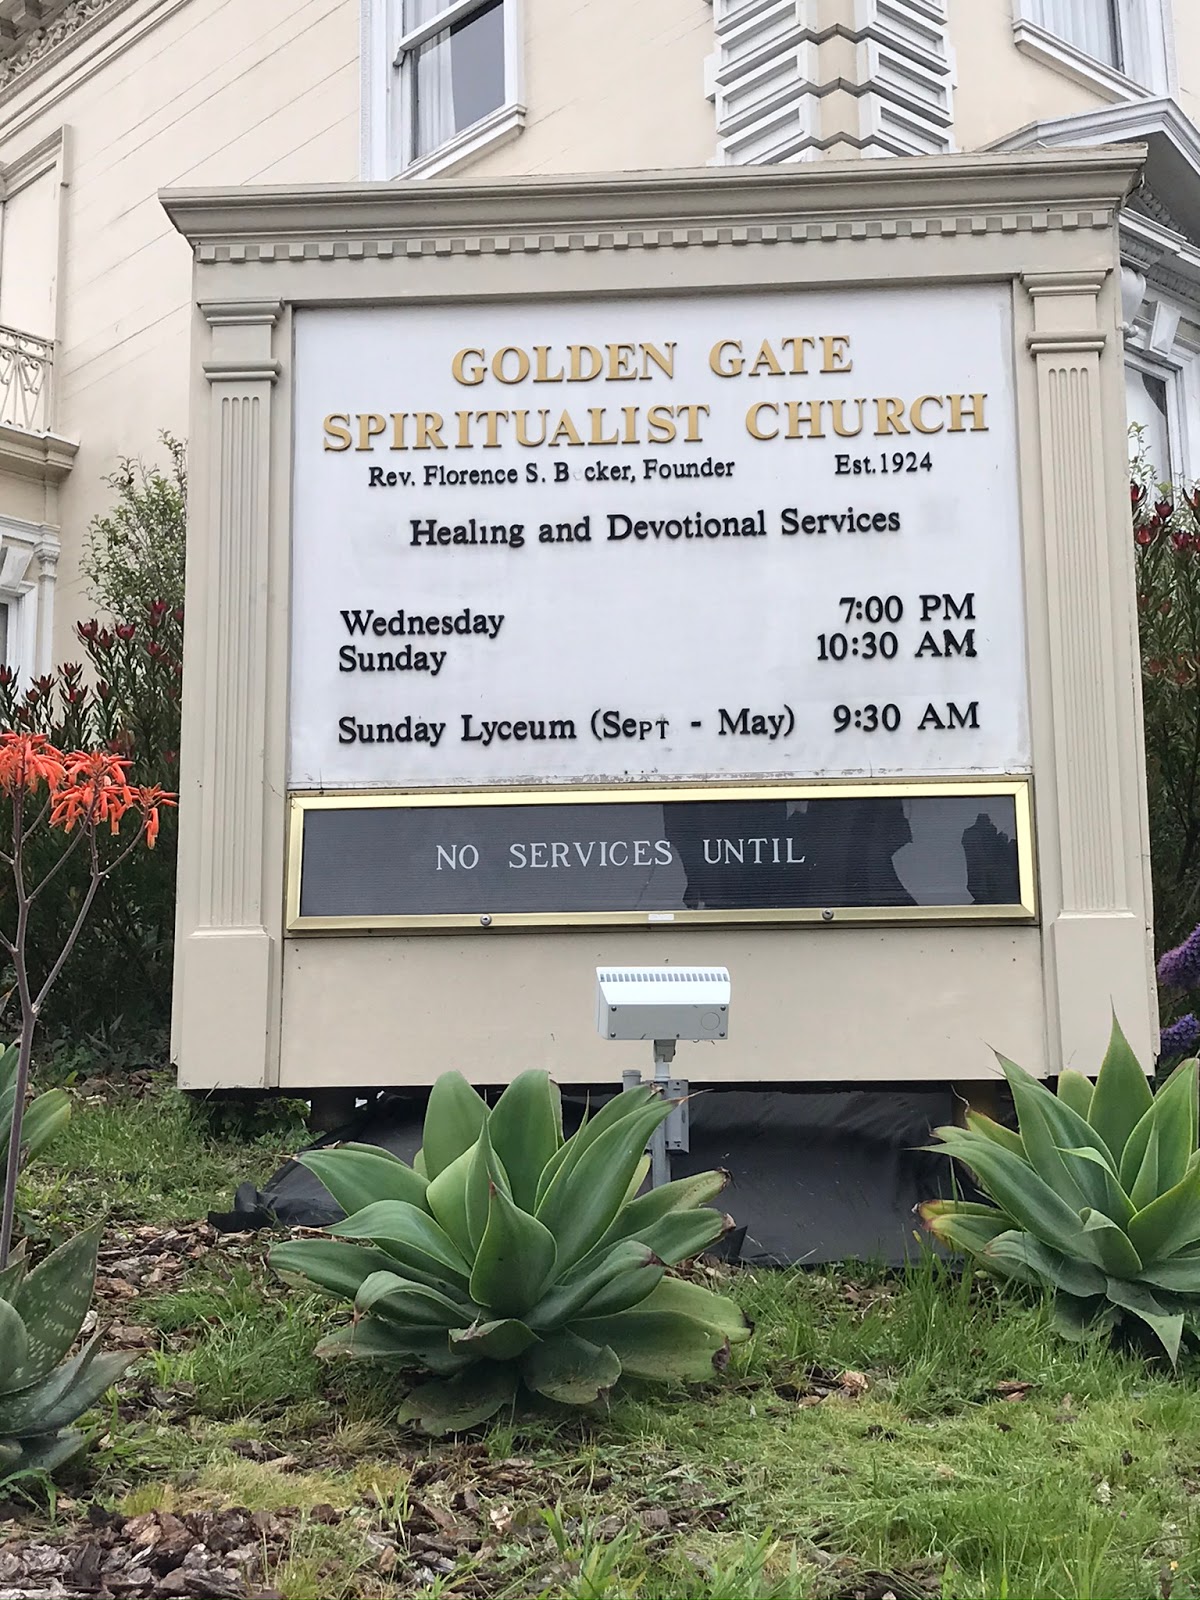 GOLDEN GATE
SPIRITUALIST CHURCH
Rev. Florence S. B cker, Founder Est.1924
Healing and Devotional Services
Wednesday 7:00 PM
Sunday 10:30 AM
Sunday Lyceum (Sept - May) 9:30 AM
NO SERVICES UNTIL